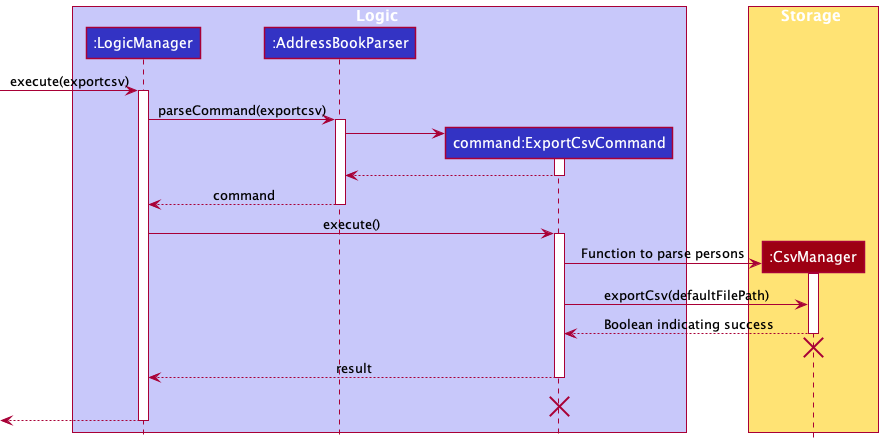 Logic
Storage
:LogicManager
:AddressBookParser
execute(exportcsv)
parseCommand(exportcsv)
command:ExportCsvCommand
command
execute()
Function to parse persons
:CsvManager
exportCsv(defaultFilePath)
Boolean indicating success
result